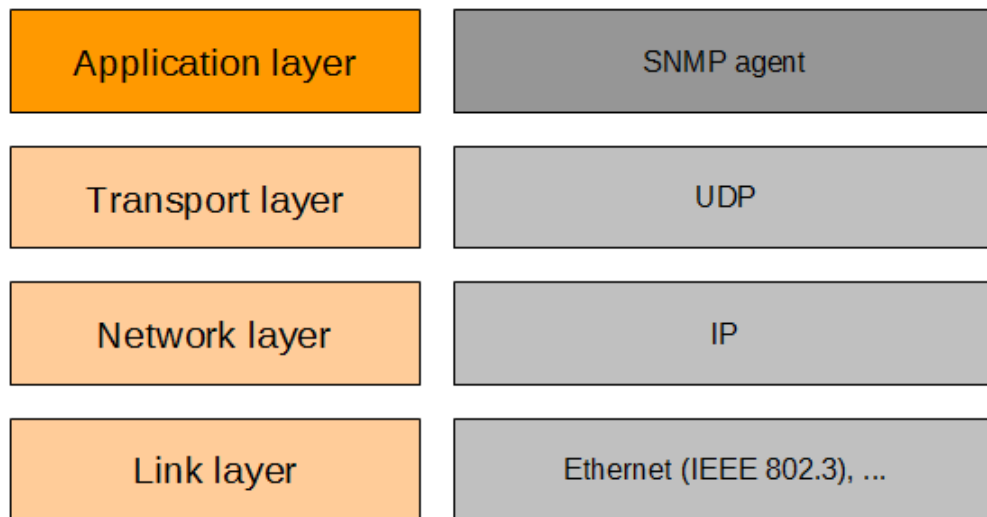 Application layer
SNMP agent
Transport layer
UDP
Network layer
IP
Link layer
Ethernet (IEEE 802.3), ...